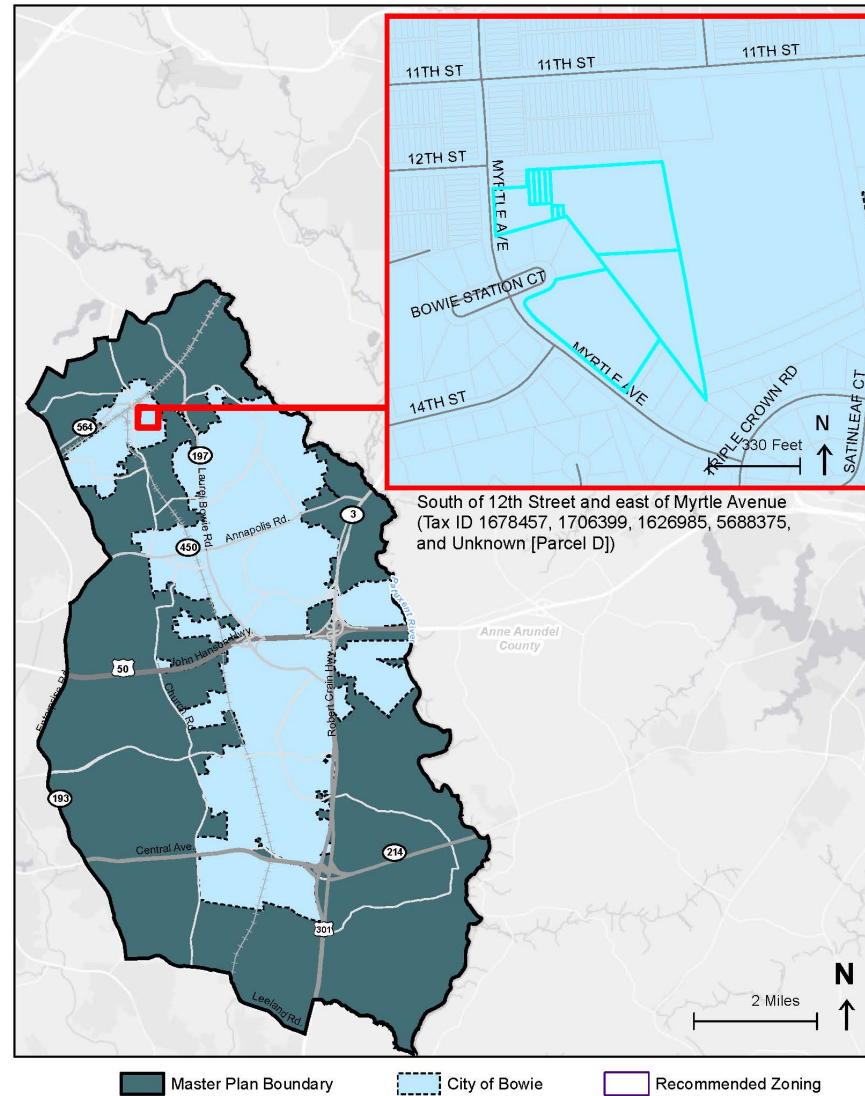 11TH ST
11TH ST
11TH ST
12TH ST
MYRTLE AVE
BOWIE STATION CT
MYRTLE AVE
14TH ST
TRIPLE CROWN RD
SATINLEAF CT
N
330 Feet
South of 12th Street and east of Myrtle Avenue
(Tax ID 1678457, 1706399, 1626985, 5688375,
and Unknown [Parcel D])
564
197
Laurel Bowie Rd.
Annapolis Rd.
3
450
Patuxent River
Anne Arundel
County
John Hanson Hwy.
50
Church Rd.
Robert Crain Hwy.
193
Central Ave.
214
301
Leeland Rd.
N
2 Miles
Master Plan Boundary
City of Bowie
Recommended Zoning